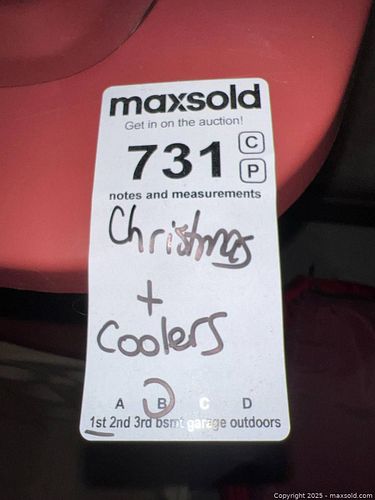 maxsold
Get in on the auction!
731 C
P
notes and measurements
Christmas
+
Coolers
A B C D
1st 2nd 3rd bsmt garage outdoors
Copyright 2025 - maxsold.com